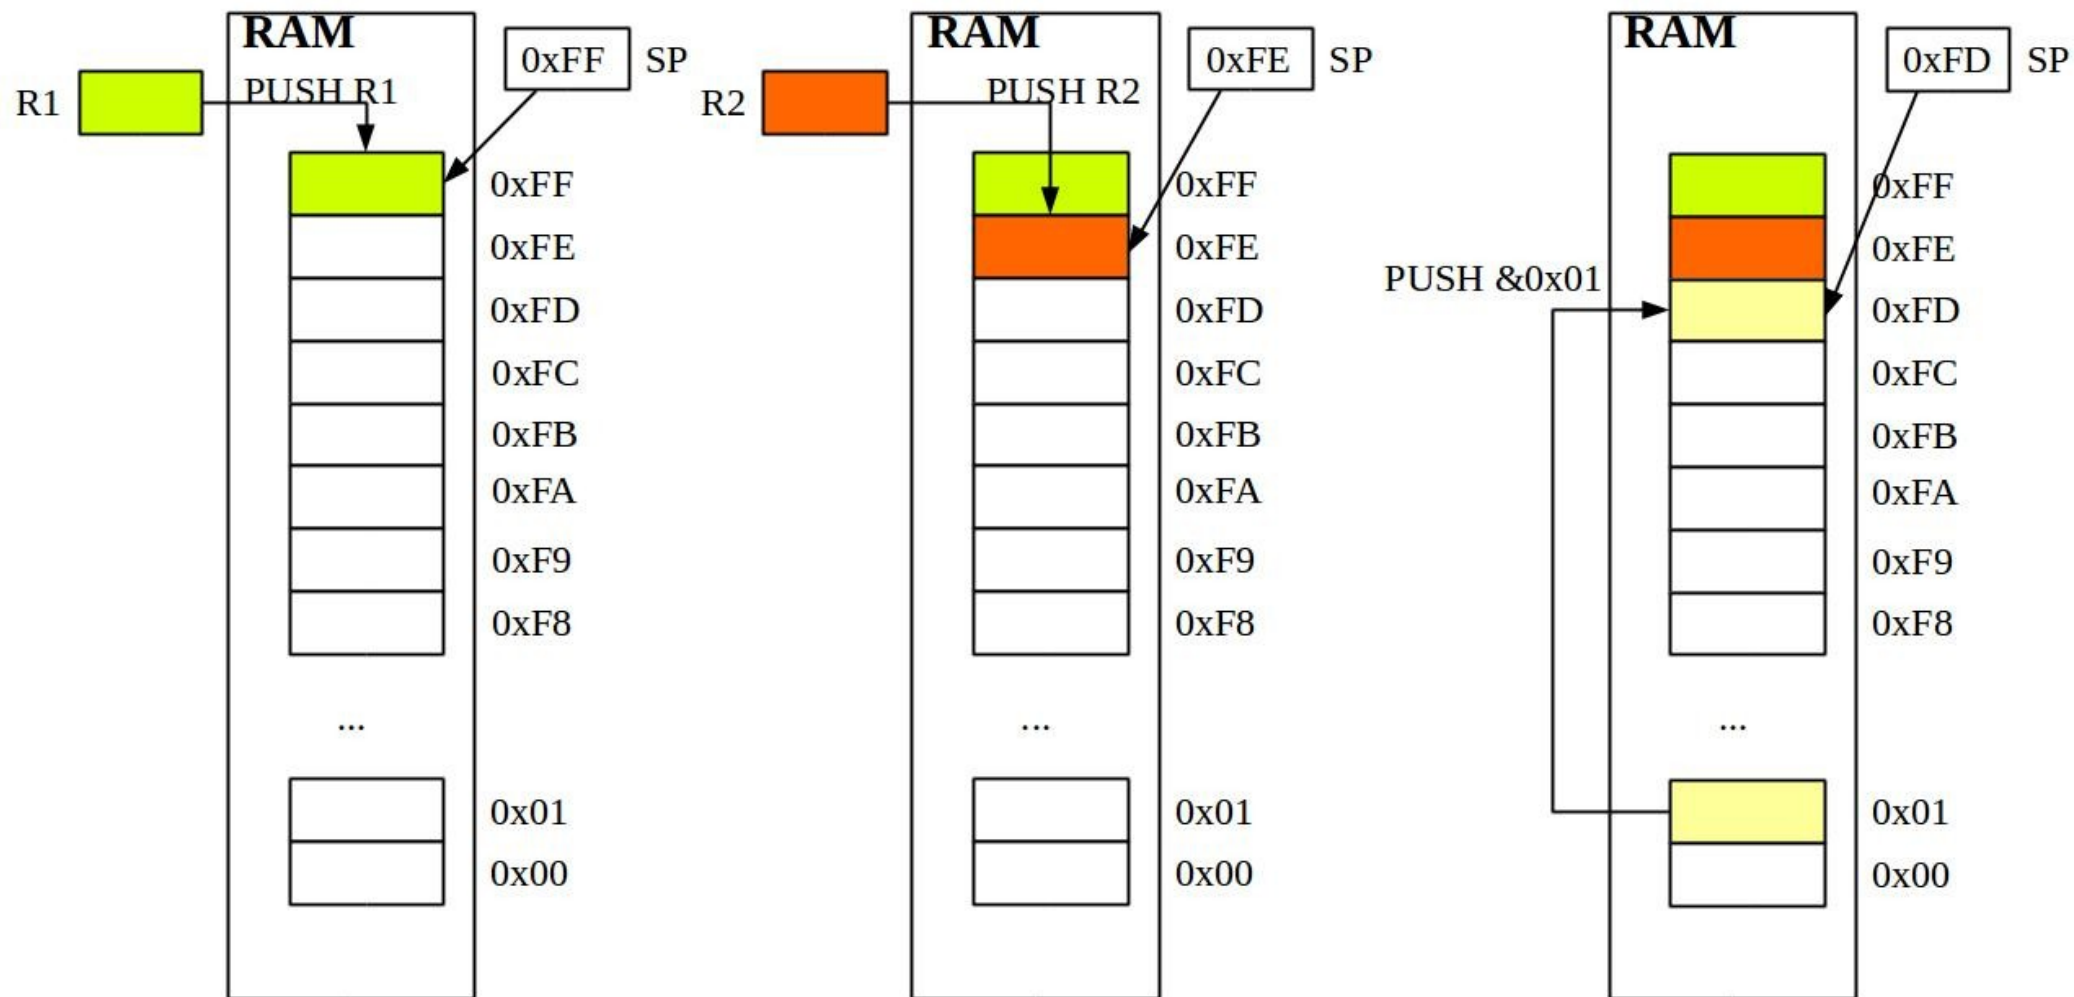 RAM
0xFF SP
R1
PUSH R1
0xFF
0xFE
0xFD
0xFC
0xFB
0xFA
0xF9
0xF8
...
0x01
0x00
RAM
0xFE SP
R2
PUSH R2
0xFF
0xFE
0xFD
0xFC
0xFB
0xFA
0xF9
0xF8
...
0x01
0x00
RAM
0xFD SP
0xFF
0xFE
PUSH &0x01
0xFD
0xFC
0xFB
0xFA
0xF9
0xF8
...
0x01
0x00